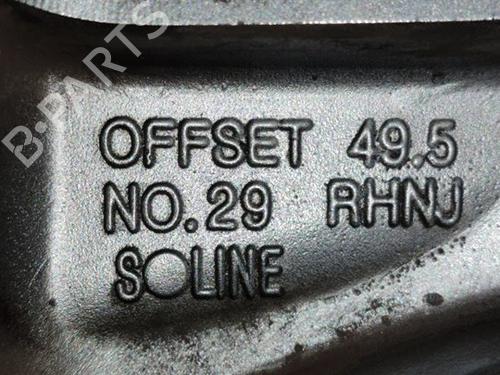 B-PARTS
OFFSET 49.5
NO.29 RHNJ
SOLINE